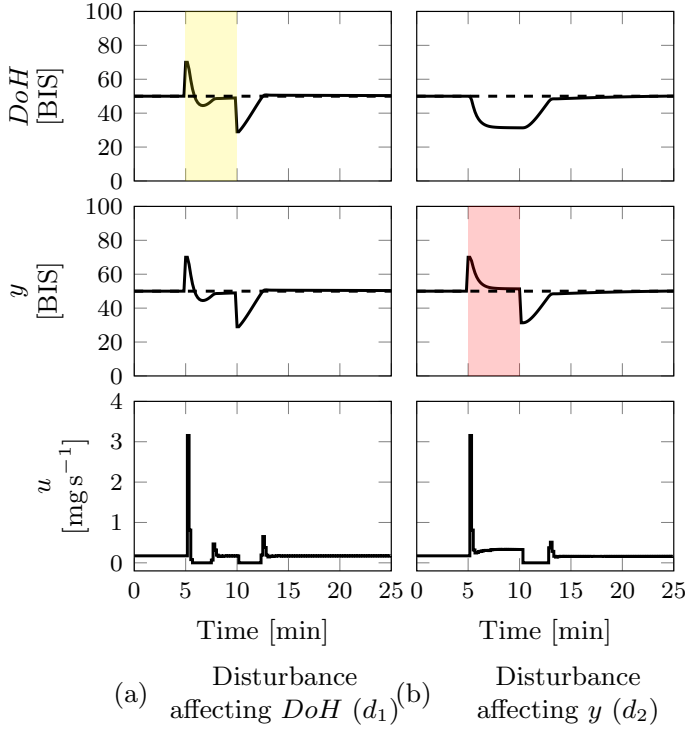 100
80
60
40
20
0
DoH
[BIS]
100
80
60
40
20
0
y
[BIS]
4
3
2
1
0
u
[mg s⁻¹]
0 5 10 15 20 25 0 5 10 15 20 25
Time [min] Time [min]
(a) Disturbance affecting DoH (d₁)
(b) Disturbance affecting y (d₂)